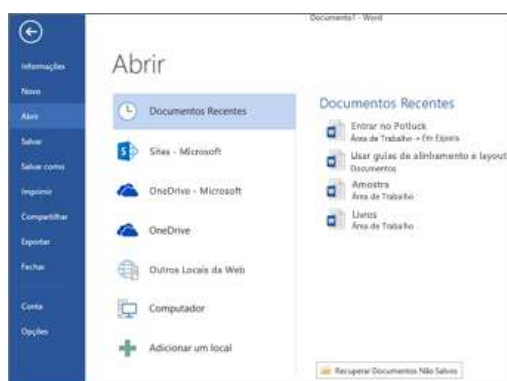 Documento1 - Word
Informações
Novo
Abrir
Salvar
Salvar como
Imprimir
Compartilhar
Exportar
Fechar
Conta
Opções
Abrir
Documentos Recentes
Sites - Microsoft
OneDrive - Microsoft
OneDrive
Outros Locais da Web
Computador
Adicionar um local
Documentos Recentes
Entrar no Potluck
Área de Trabalho » Em Espera
Usar guias de alinhamento e layout
Documentos
Amostra
Área de Trabalho
Livros
Área de Trabalho
Recuperar Documentos Não Salvos